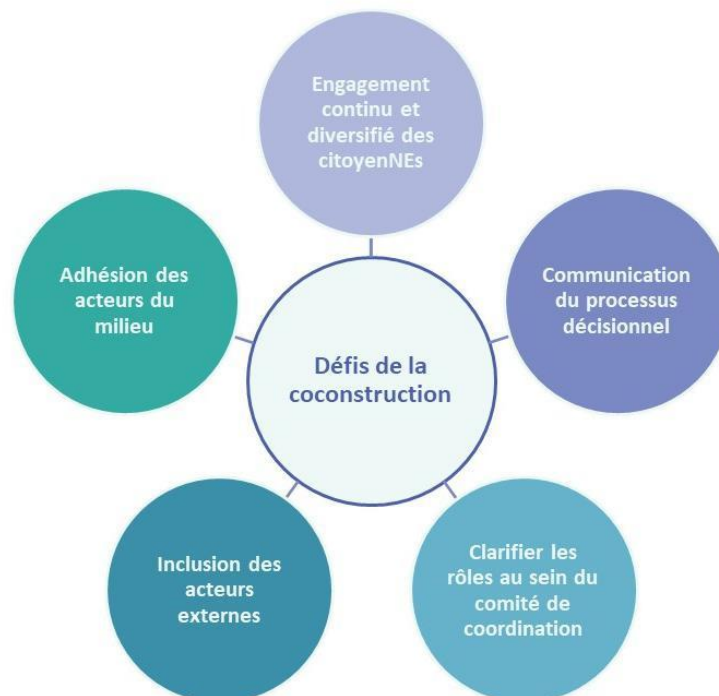 Engagement
continu et
diversifié des
citoyenNEs
Communication
du processus
décisionnel
Clarifier les
rôles au sein du
comité de
coordination
Inclusion des
acteurs
externes
Adhésion des
acteurs du
milieu
Défis de la
coconstruction